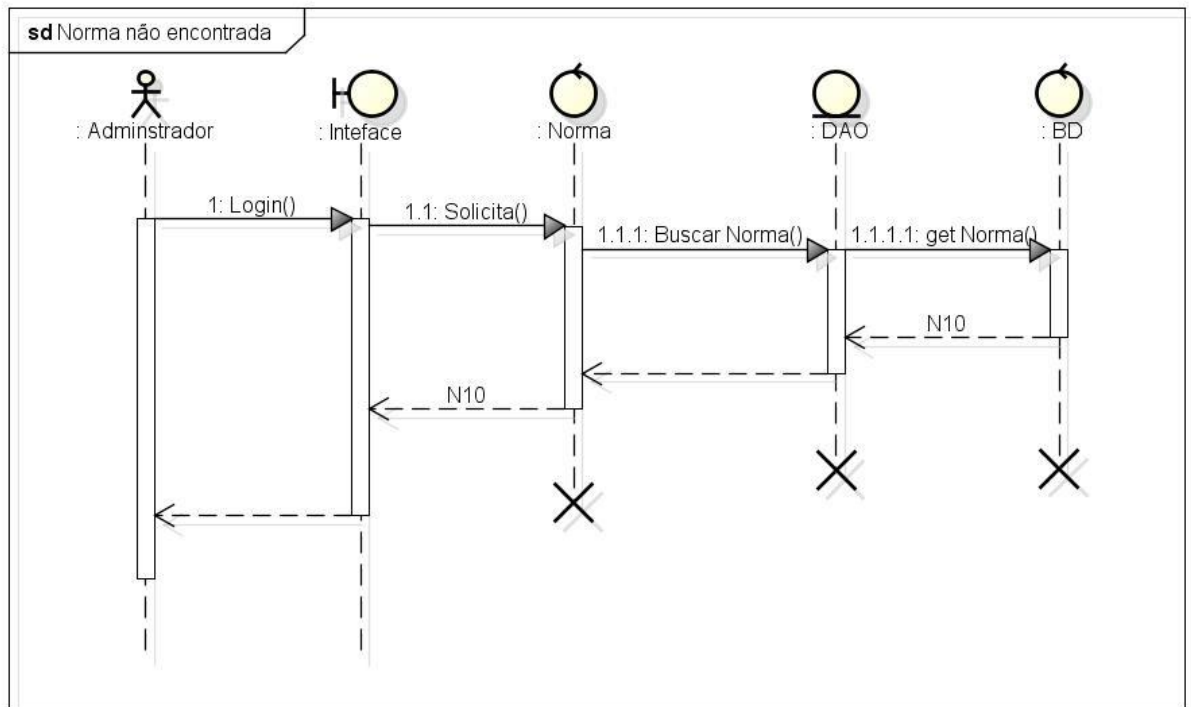 sd Norma não encontrada
: Adminstrador
: Inteface
: Norma
: DAO
: BD
1: Login()
1.1: Solicita()
1.1.1: Buscar Norma()
1.1.1.1: get Norma()
N10
N10